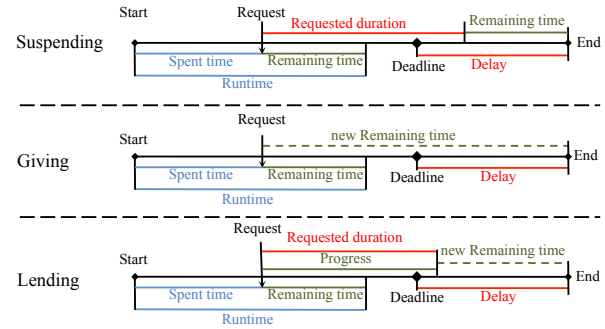 Request
Start
Requested duration
Remaining time
Suspending
End
Spent time
Remaining time
Deadline
Delay
Runtime
Request
Start
new Remaining time
Giving
End
Spent time
Remaining time
Deadline
Delay
Runtime
Request
Requested duration
Start
Progress
new Remaining time
Lending
End
Spent time
Remaining time
Deadline
Delay
Runtime